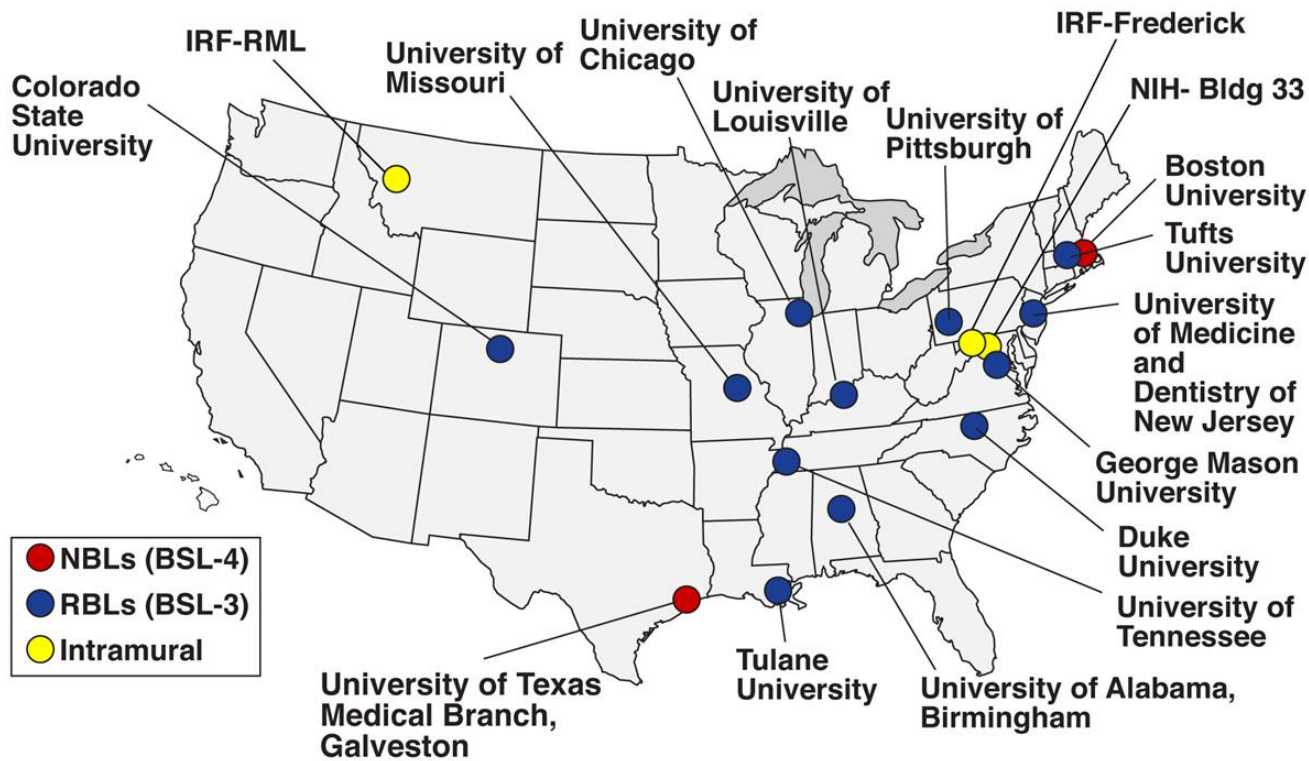 IRF-RML
Colorado
State
University
University of
Missouri
University of
Chicago
University of
Louisville
University of
Pittsburgh
IRF-Frederick
NIH- Bldg 33
Boston
University
Tufts
University
University
of Medicine
and
Dentistry of
New Jersey
George Mason
University
Duke
University
University of
Tennessee
University of Alabama,
Birmingham
Tulane
University
University of Texas
Medical Branch,
Galveston
NBLs (BSL-4)
RBLs (BSL-3)
Intramural